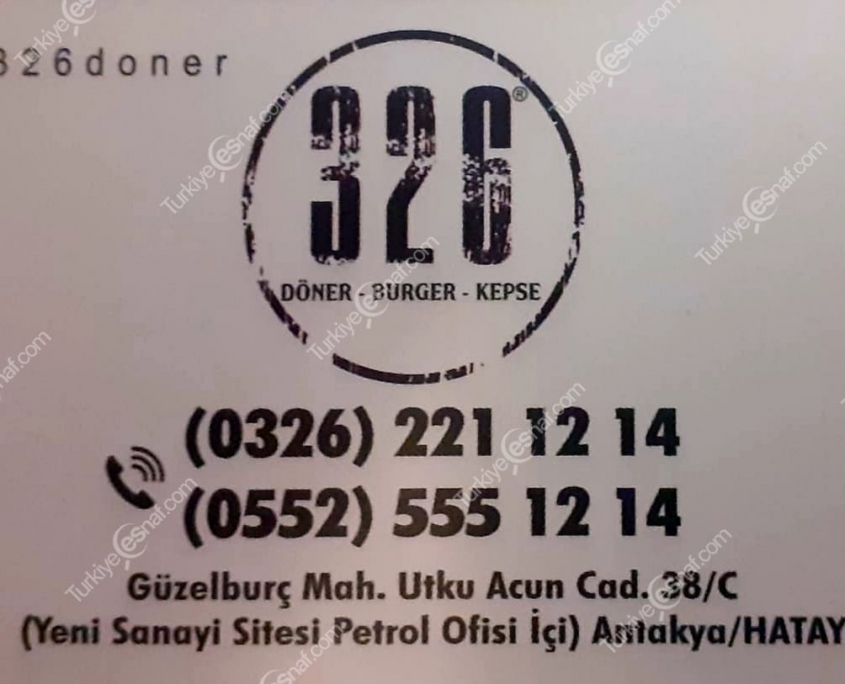 326doner
326®
DÖNER - BURGER - KEPSE
(0326) 221 12 14
(0552) 555 12 14
Güzelburç Mah. Utku Acun Cad. 38/C
(Yeni Sanayi Sitesi Petrol Ofisi İçi) Antakya/HATAY
Turkiyeesnaf.com